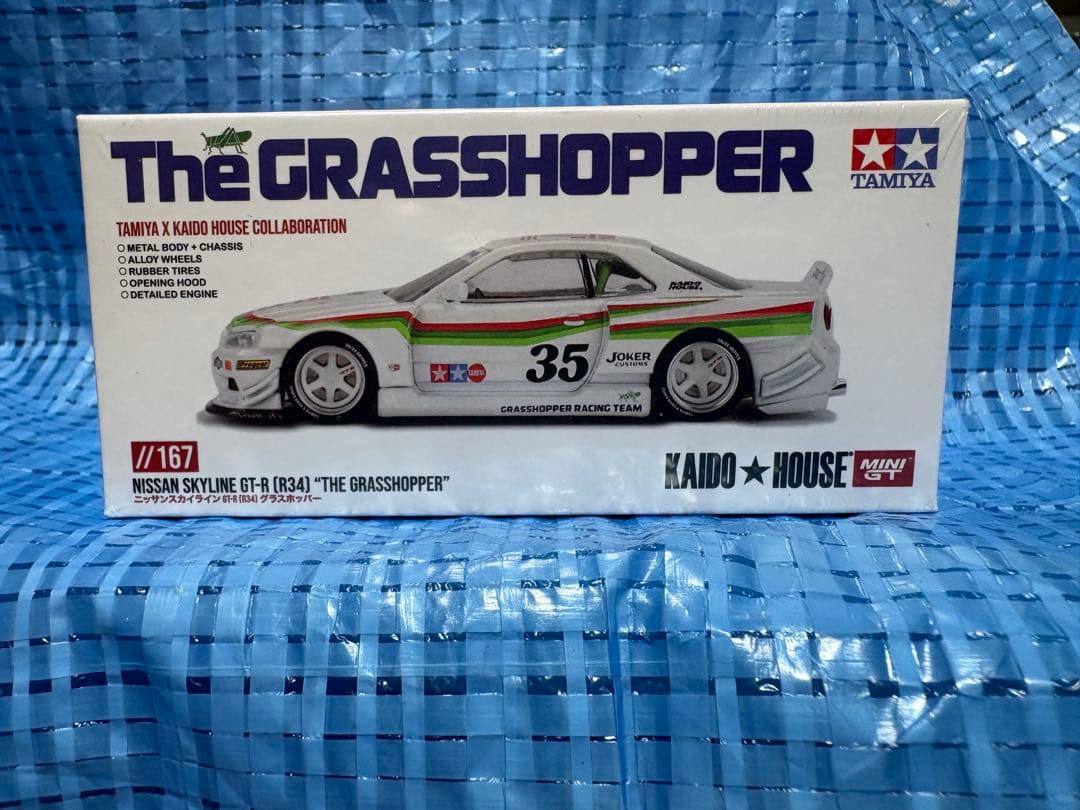 The GRASSHOPPER
TAMIYA
TAMIYA X KAIDO HOUSE COLLABORATION
METAL BODY + CHASSIS
ALLOY WHEELS
RUBBER TIRES
OPENING HOOD
DETAILED ENGINE
KAIDO
HOUSE
35
JOKER
CUSTOMS
GRASSHOPPER RACING TEAM
//167
NISSAN SKYLINE GT-R (R34) “THE GRASSHOPPER”
ニッサンスカイライン GT-R (R34) グラスホッパー
KAIDO★HOUSE
MINI
GT